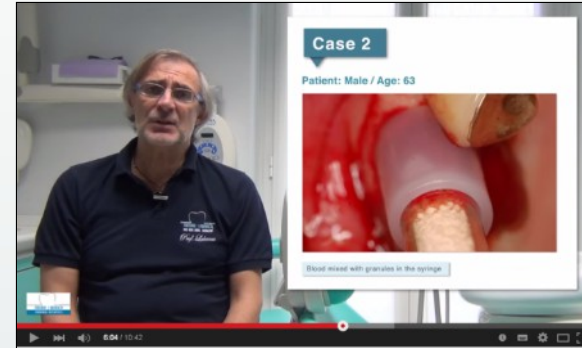 Case 2
Patient: Male / Age: 63
Blood mixed with granules in the syringe
6:04 / 10:42